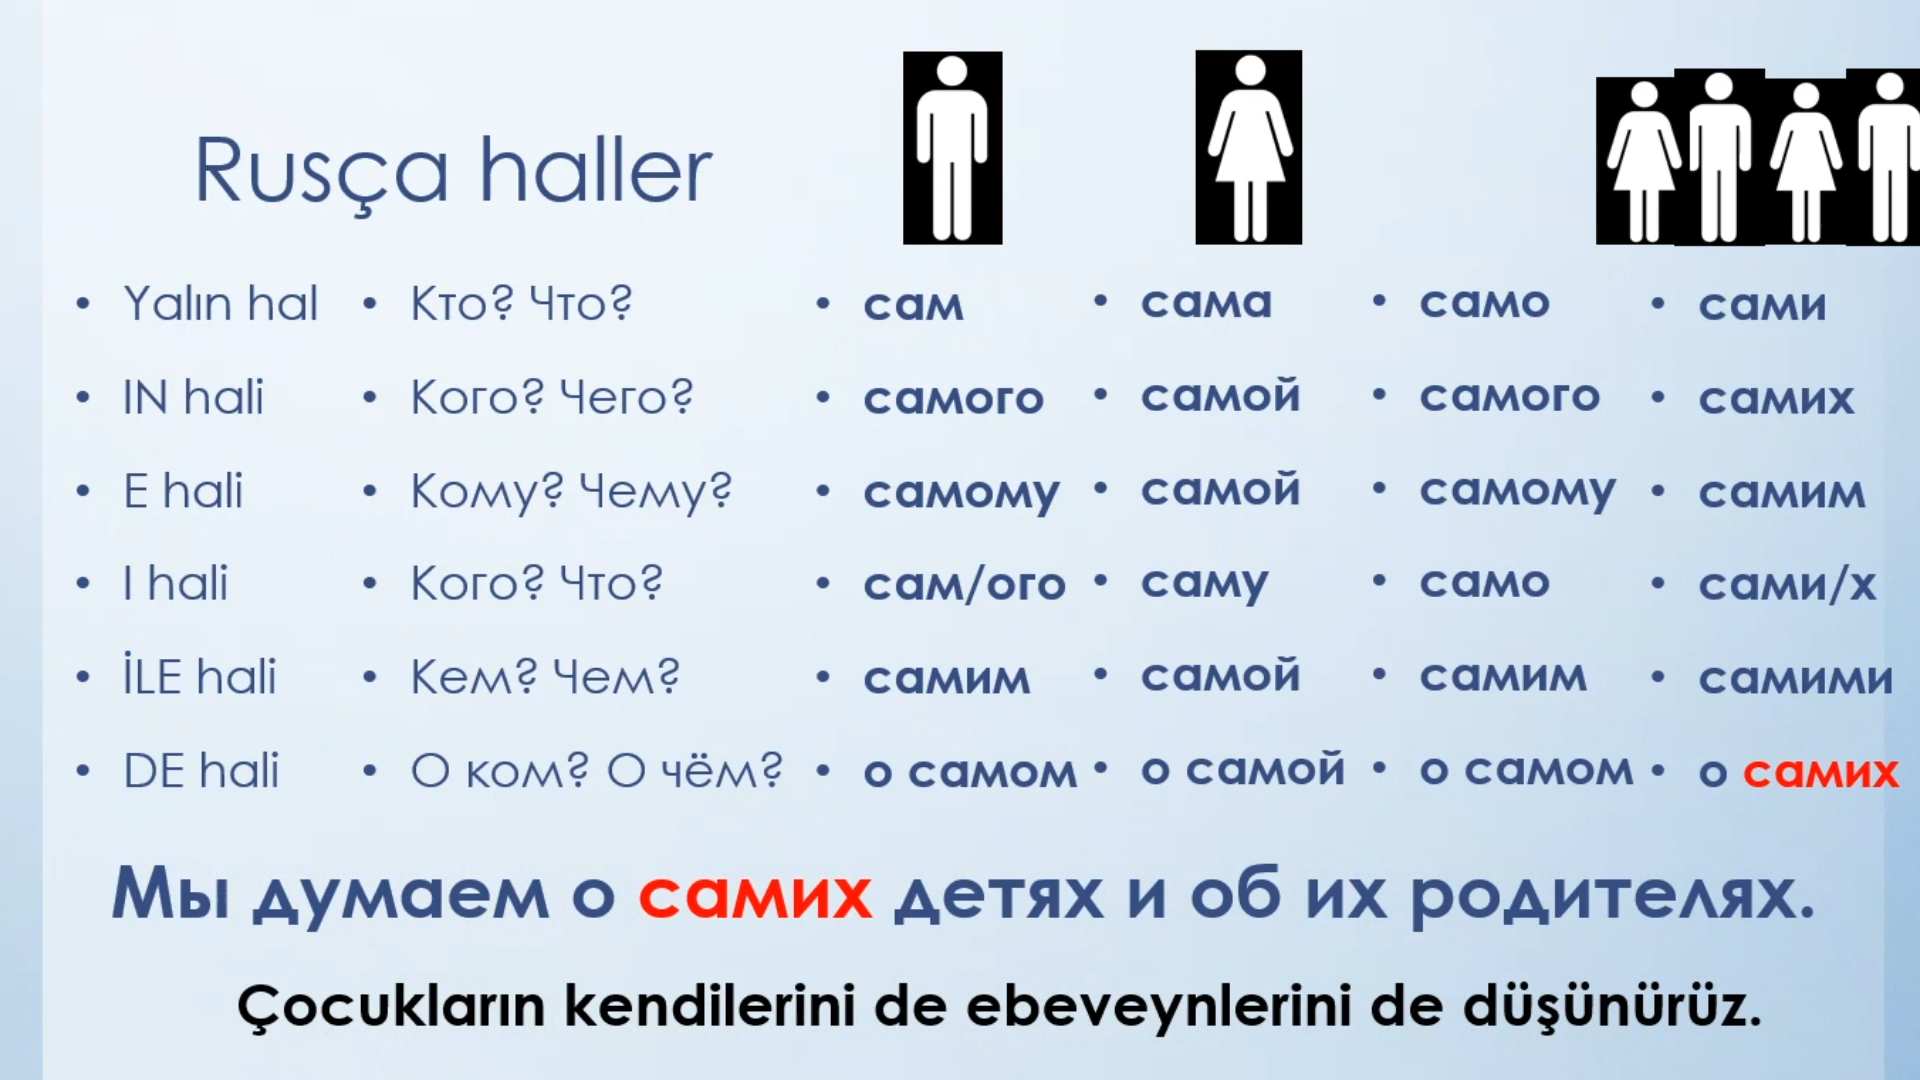 Rusça haller
• Yalın hal • Кто? Что? • сам • сама • само • сами
• IN hali • Кого? Чего? • самого • самой • самого • самих
• E hali • Кому? Чему? • самому • самой • самому • самим
• I hali • Кого? Что? • сам/ого • саму • само • сами/х
• İLE hali • Кем? Чем? • самим • самой • самим • самими
• DE hali • О ком? О чём? • о самом • о самой • о самом • о самих
Мы думаем о самих детях и об их родителях.
Çocukların kendilerini de ebeveynlerini de düşünürüz.